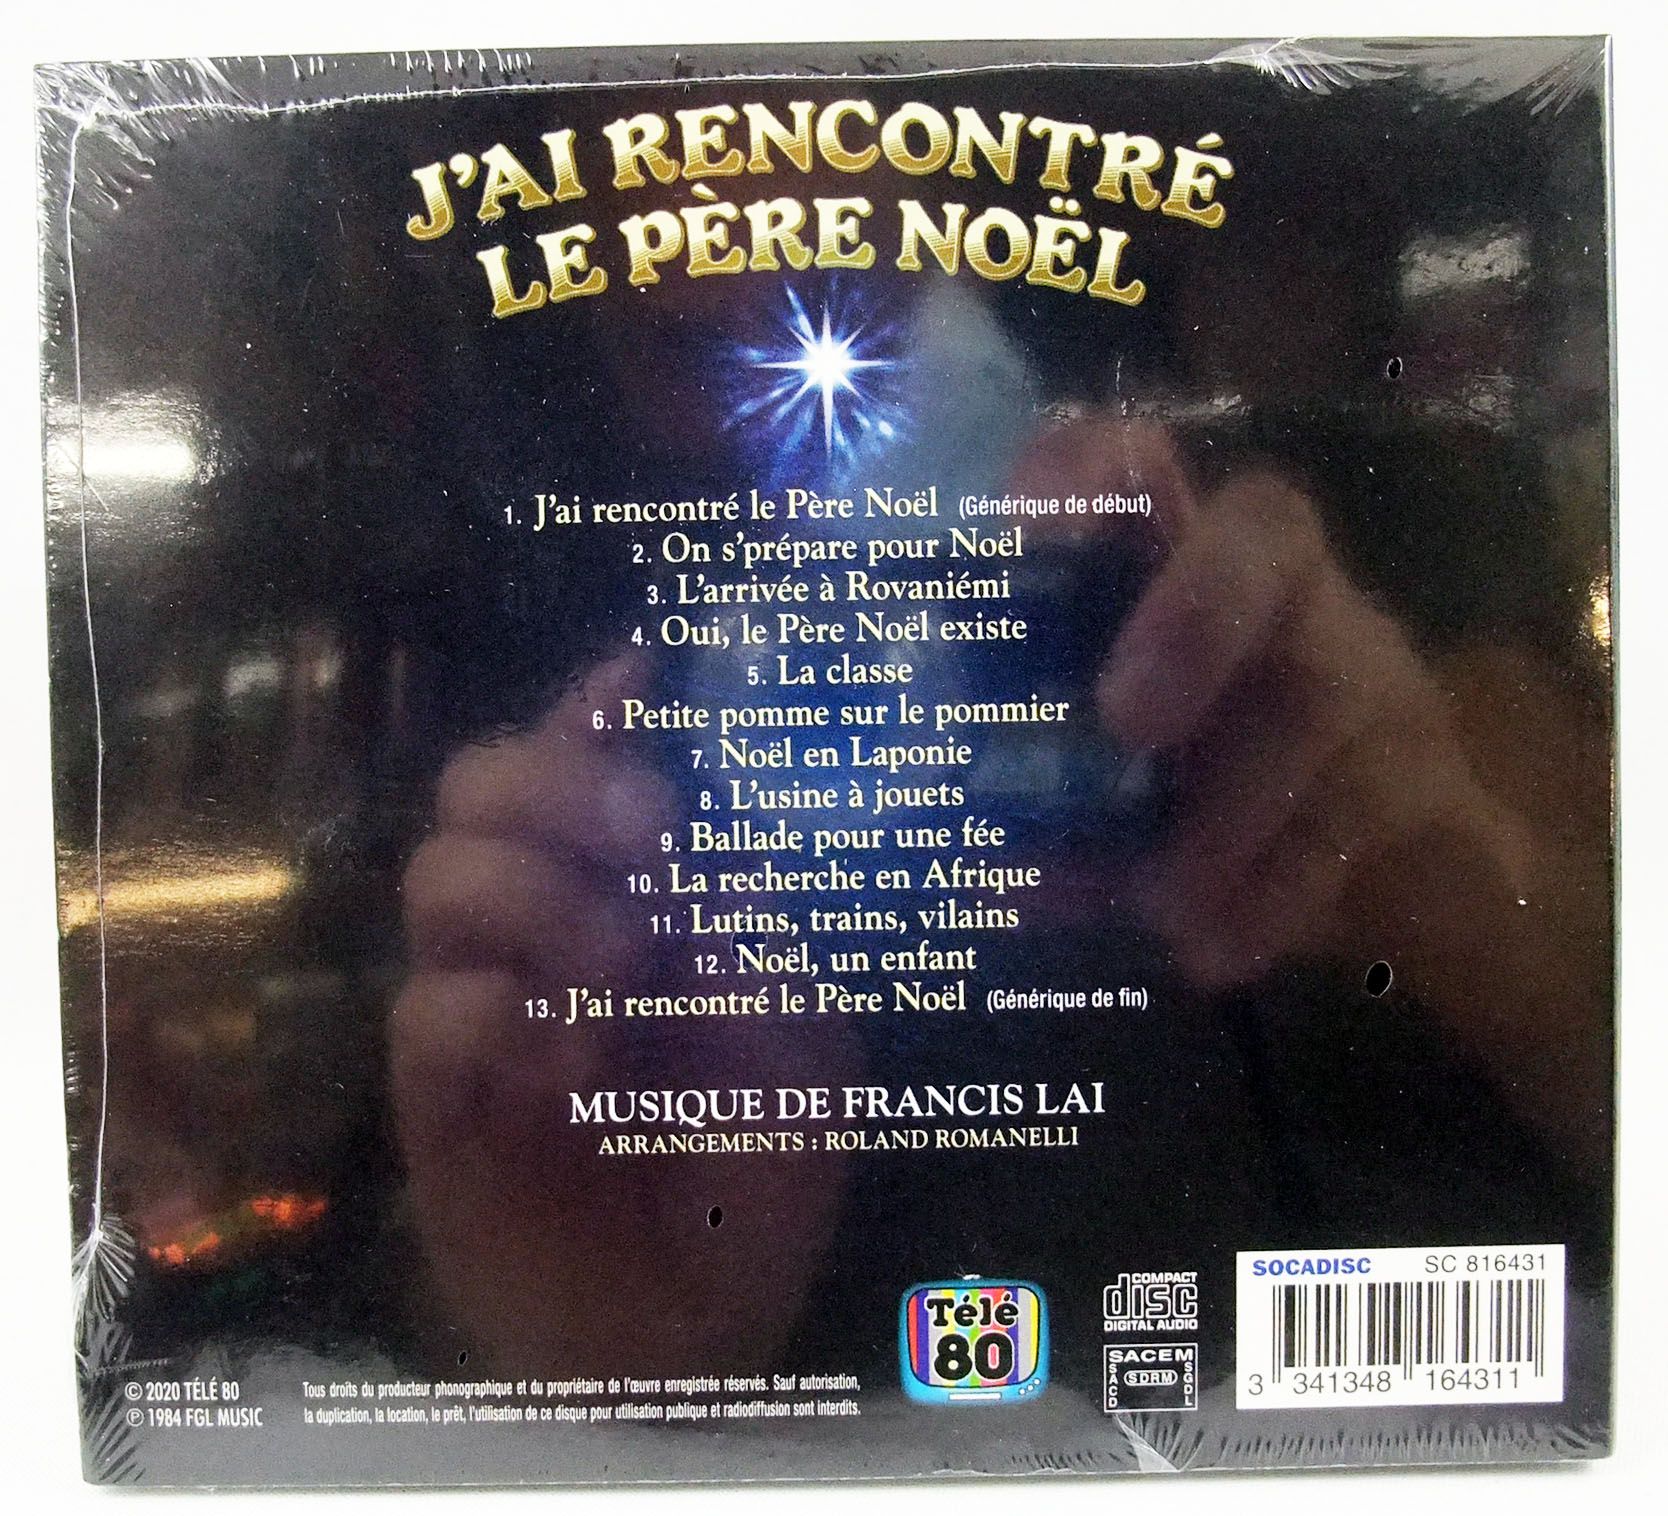 J'AI RENCONTRÉ
LE PÈRE NOËL
1. J'ai rencontré le Père Noël (Générique de début)
2. On s'prépare pour Noël
3. L'arrivée à Rovaniémi
4. Oui, le Père Noël existe
5. La classe
6. Petite pomme sur le pommier
7. Noël en Laponie
8. L'usine à jouets
9. Ballade pour une fée
10. La recherche en Afrique
11. Lutins, trains, vilains
12. Noël, un enfant
13. J'ai rencontré le Père Noël (Générique de fin)
MUSIQUE DE FRANCIS LAI
ARRANGEMENTS : ROLAND ROMANELLI
© 2020 TÉLÉ 80
℗ 1984 FGL MUSIC
Tous droits du producteur phonographique et du propriétaire de l'œuvre enregistrée réservés. Sauf autorisation,
la duplication, la location, le prêt, l'utilisation de ce disque pour utilisation publique et radiodiffusion sont interdits.
Télé
80
COMPACT
disc
DIGITAL AUDIO
SACEM
SACD
SDRM
SGDL
SOCADISC SC 816431
3 341348 164311